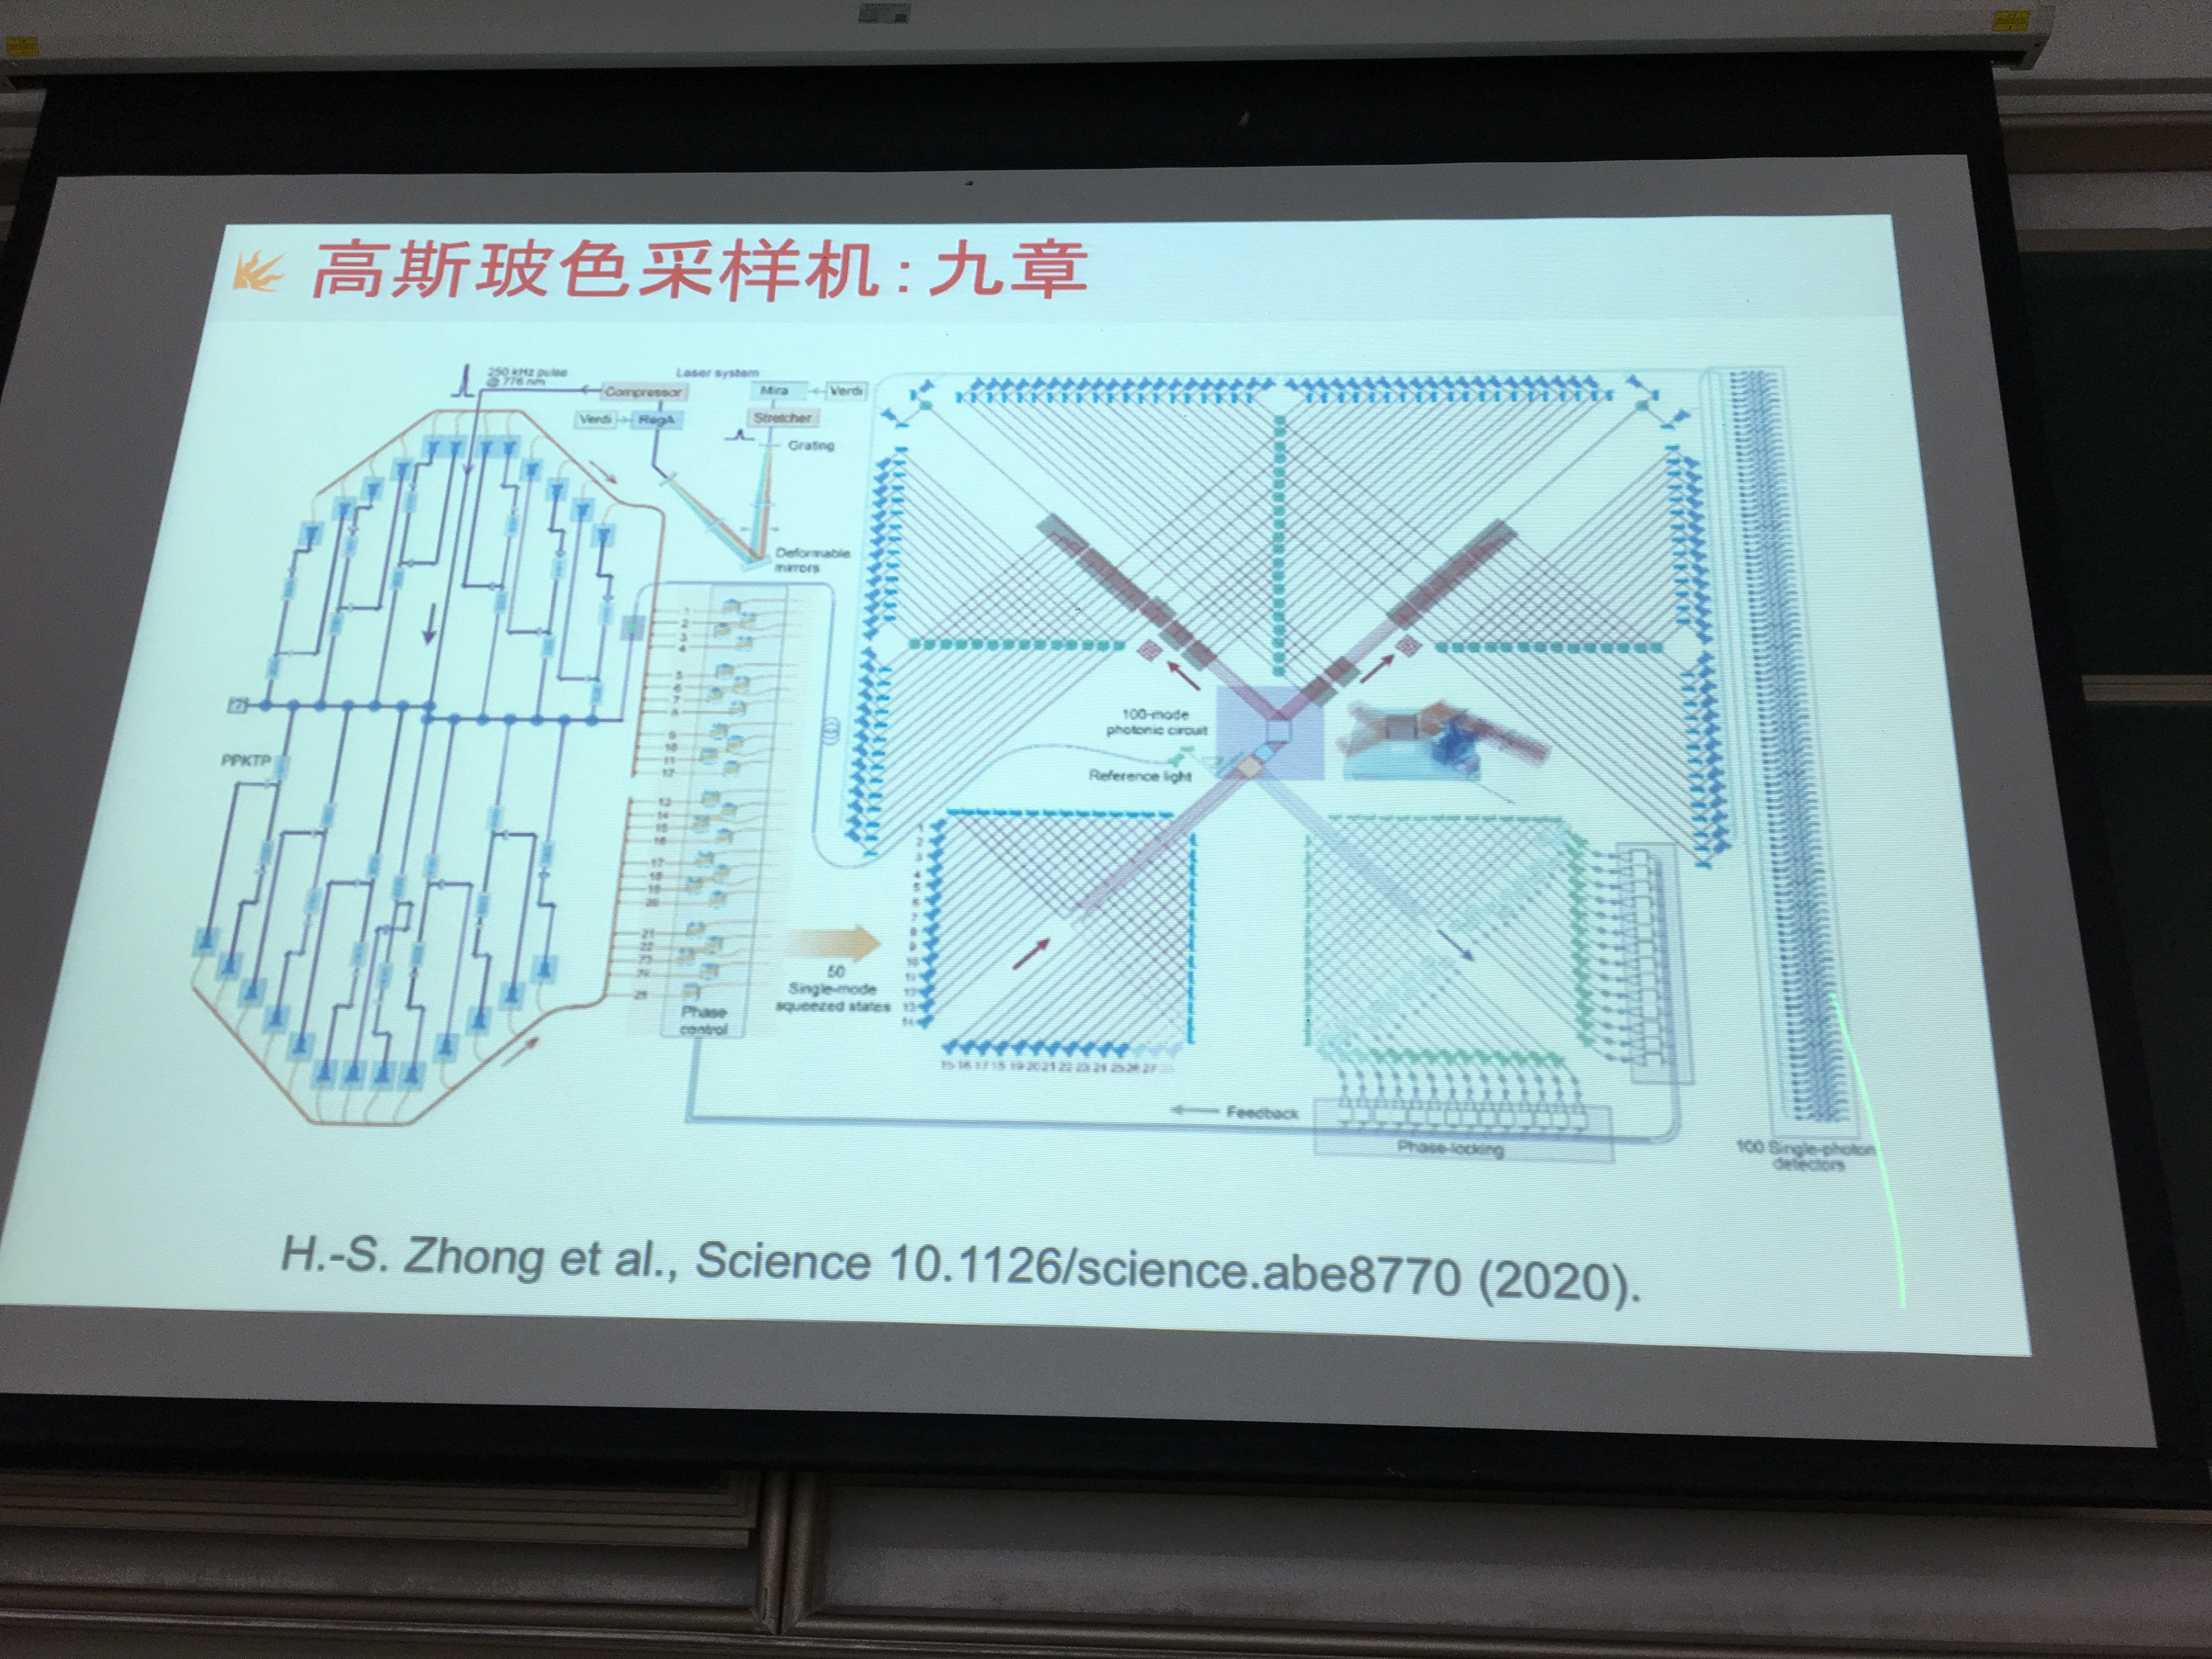 高斯玻色采样机:九章
250 kHz pulse
@ 776 nm
Laser system
Compressor
Mira
Verdi
Verdi
RegA
Stretcher
Grating
Deformable
mirrors
PPKTP
1
2
3
4
5
6
7
8
9
10
11
12
13
14
15
16
17
18
19
20
21
22
23
24
25
Phase
control
50
Single-mode
squeezed states
100-mode
photonic circuit
Reference light
1
2
3
4
5
6
7
8
9
10
11
12
13
14
15 16 17 18 19 20 21 22 23 24 25 26 27
Feedback
Phase-locking
100 Single-photon
detectors
H.-S. Zhong et al., Science 10.1126/science.abe8770 (2020).